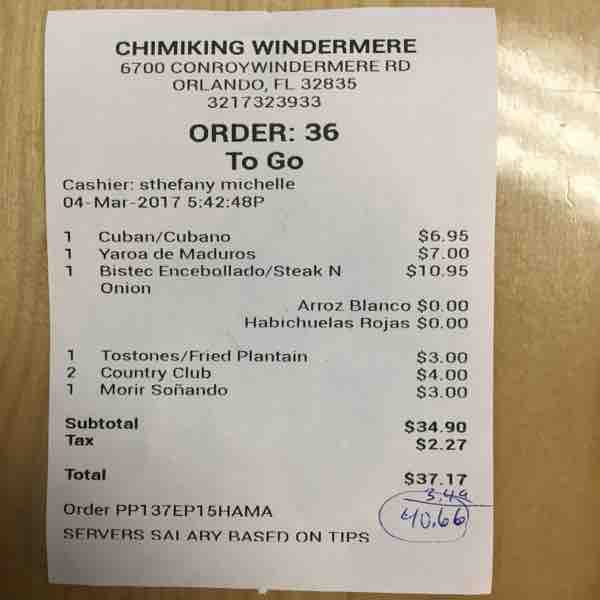 CHIMIKING WINDERMERE
6700 CONROYWINDERMERE RD
ORLANDO, FL 32835
3217323933
ORDER: 36
To Go
Cashier: sthefany michelle
04-Mar-2017 5:42:48P
1 Cuban/Cubano $6.95
1 Yaroa de Maduros $7.00
1 Bistec Encebollado/Steak N $10.95
Onion
Arroz Blanco $0.00
Habichuelas Rojas $0.00
1 Tostones/Fried Plantain $3.00
2 Country Club $4.00
1 Morir Soñando $3.00
Subtotal $34.90
Tax $2.27
Total $37.17
3.49
Order PP137EP15HAMA
40.66
SERVERS SALARY BASED ON TIPS